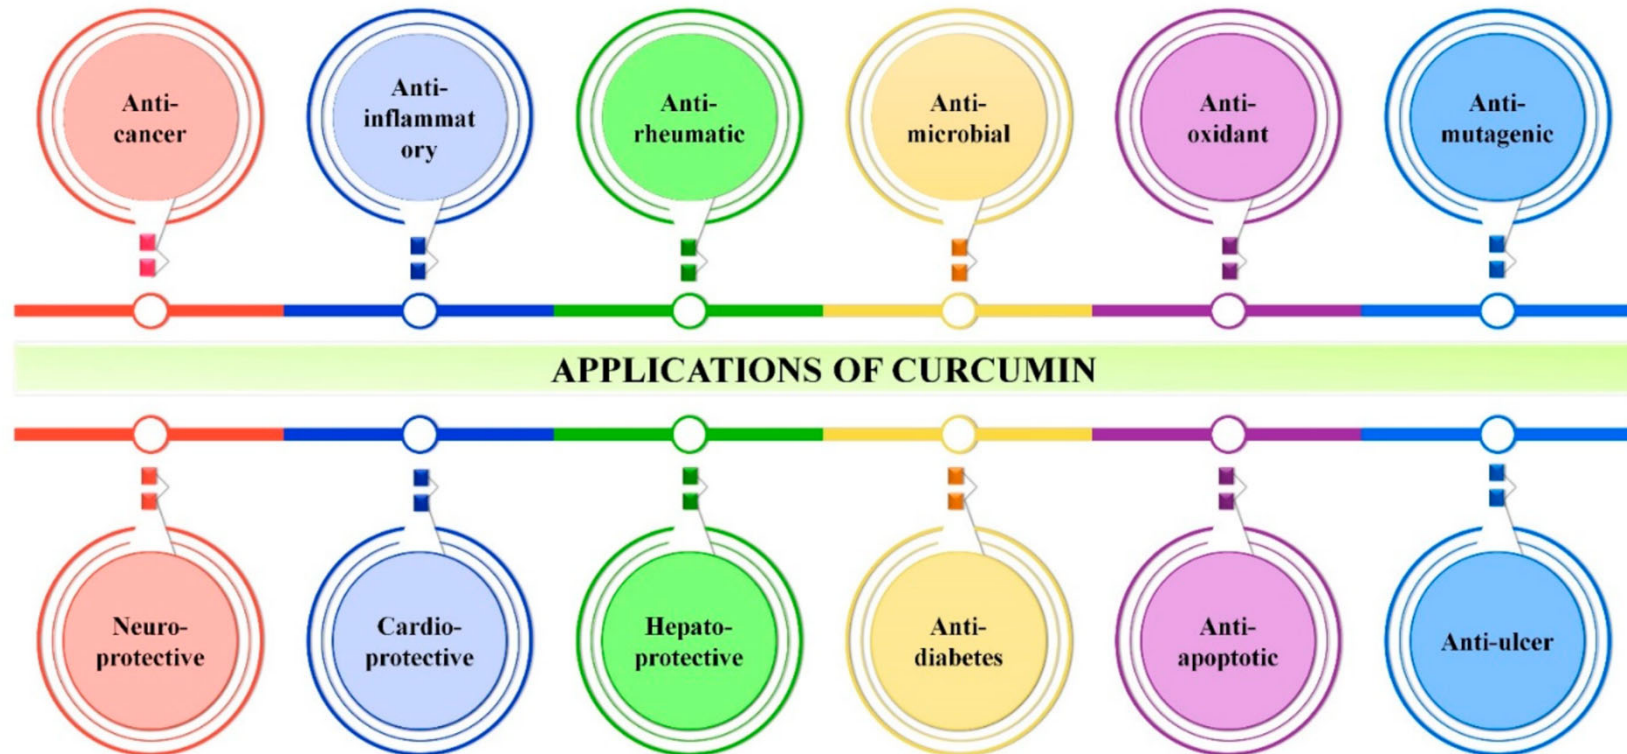 Anti-
cancer
Anti-
inflammat
ory
Anti-
rheumatic
Anti-
microbial
Anti-
oxidant
Anti-
mutagenic
APPLICATIONS OF CURCUMIN
Neuro-
protective
Cardio-
protective
Hepato-
protective
Anti-
diabetes
Anti-
apoptotic
Anti-ulcer